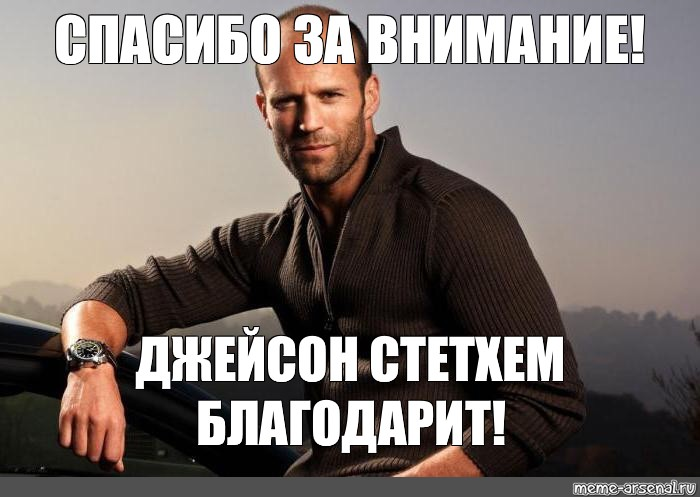 СПАСИБО ЗА ВНИМАНИЕ!
ДЖЕЙСОН СТЕТХЕМ
БЛАГОДАРИТ!
meme-arsenal.ru